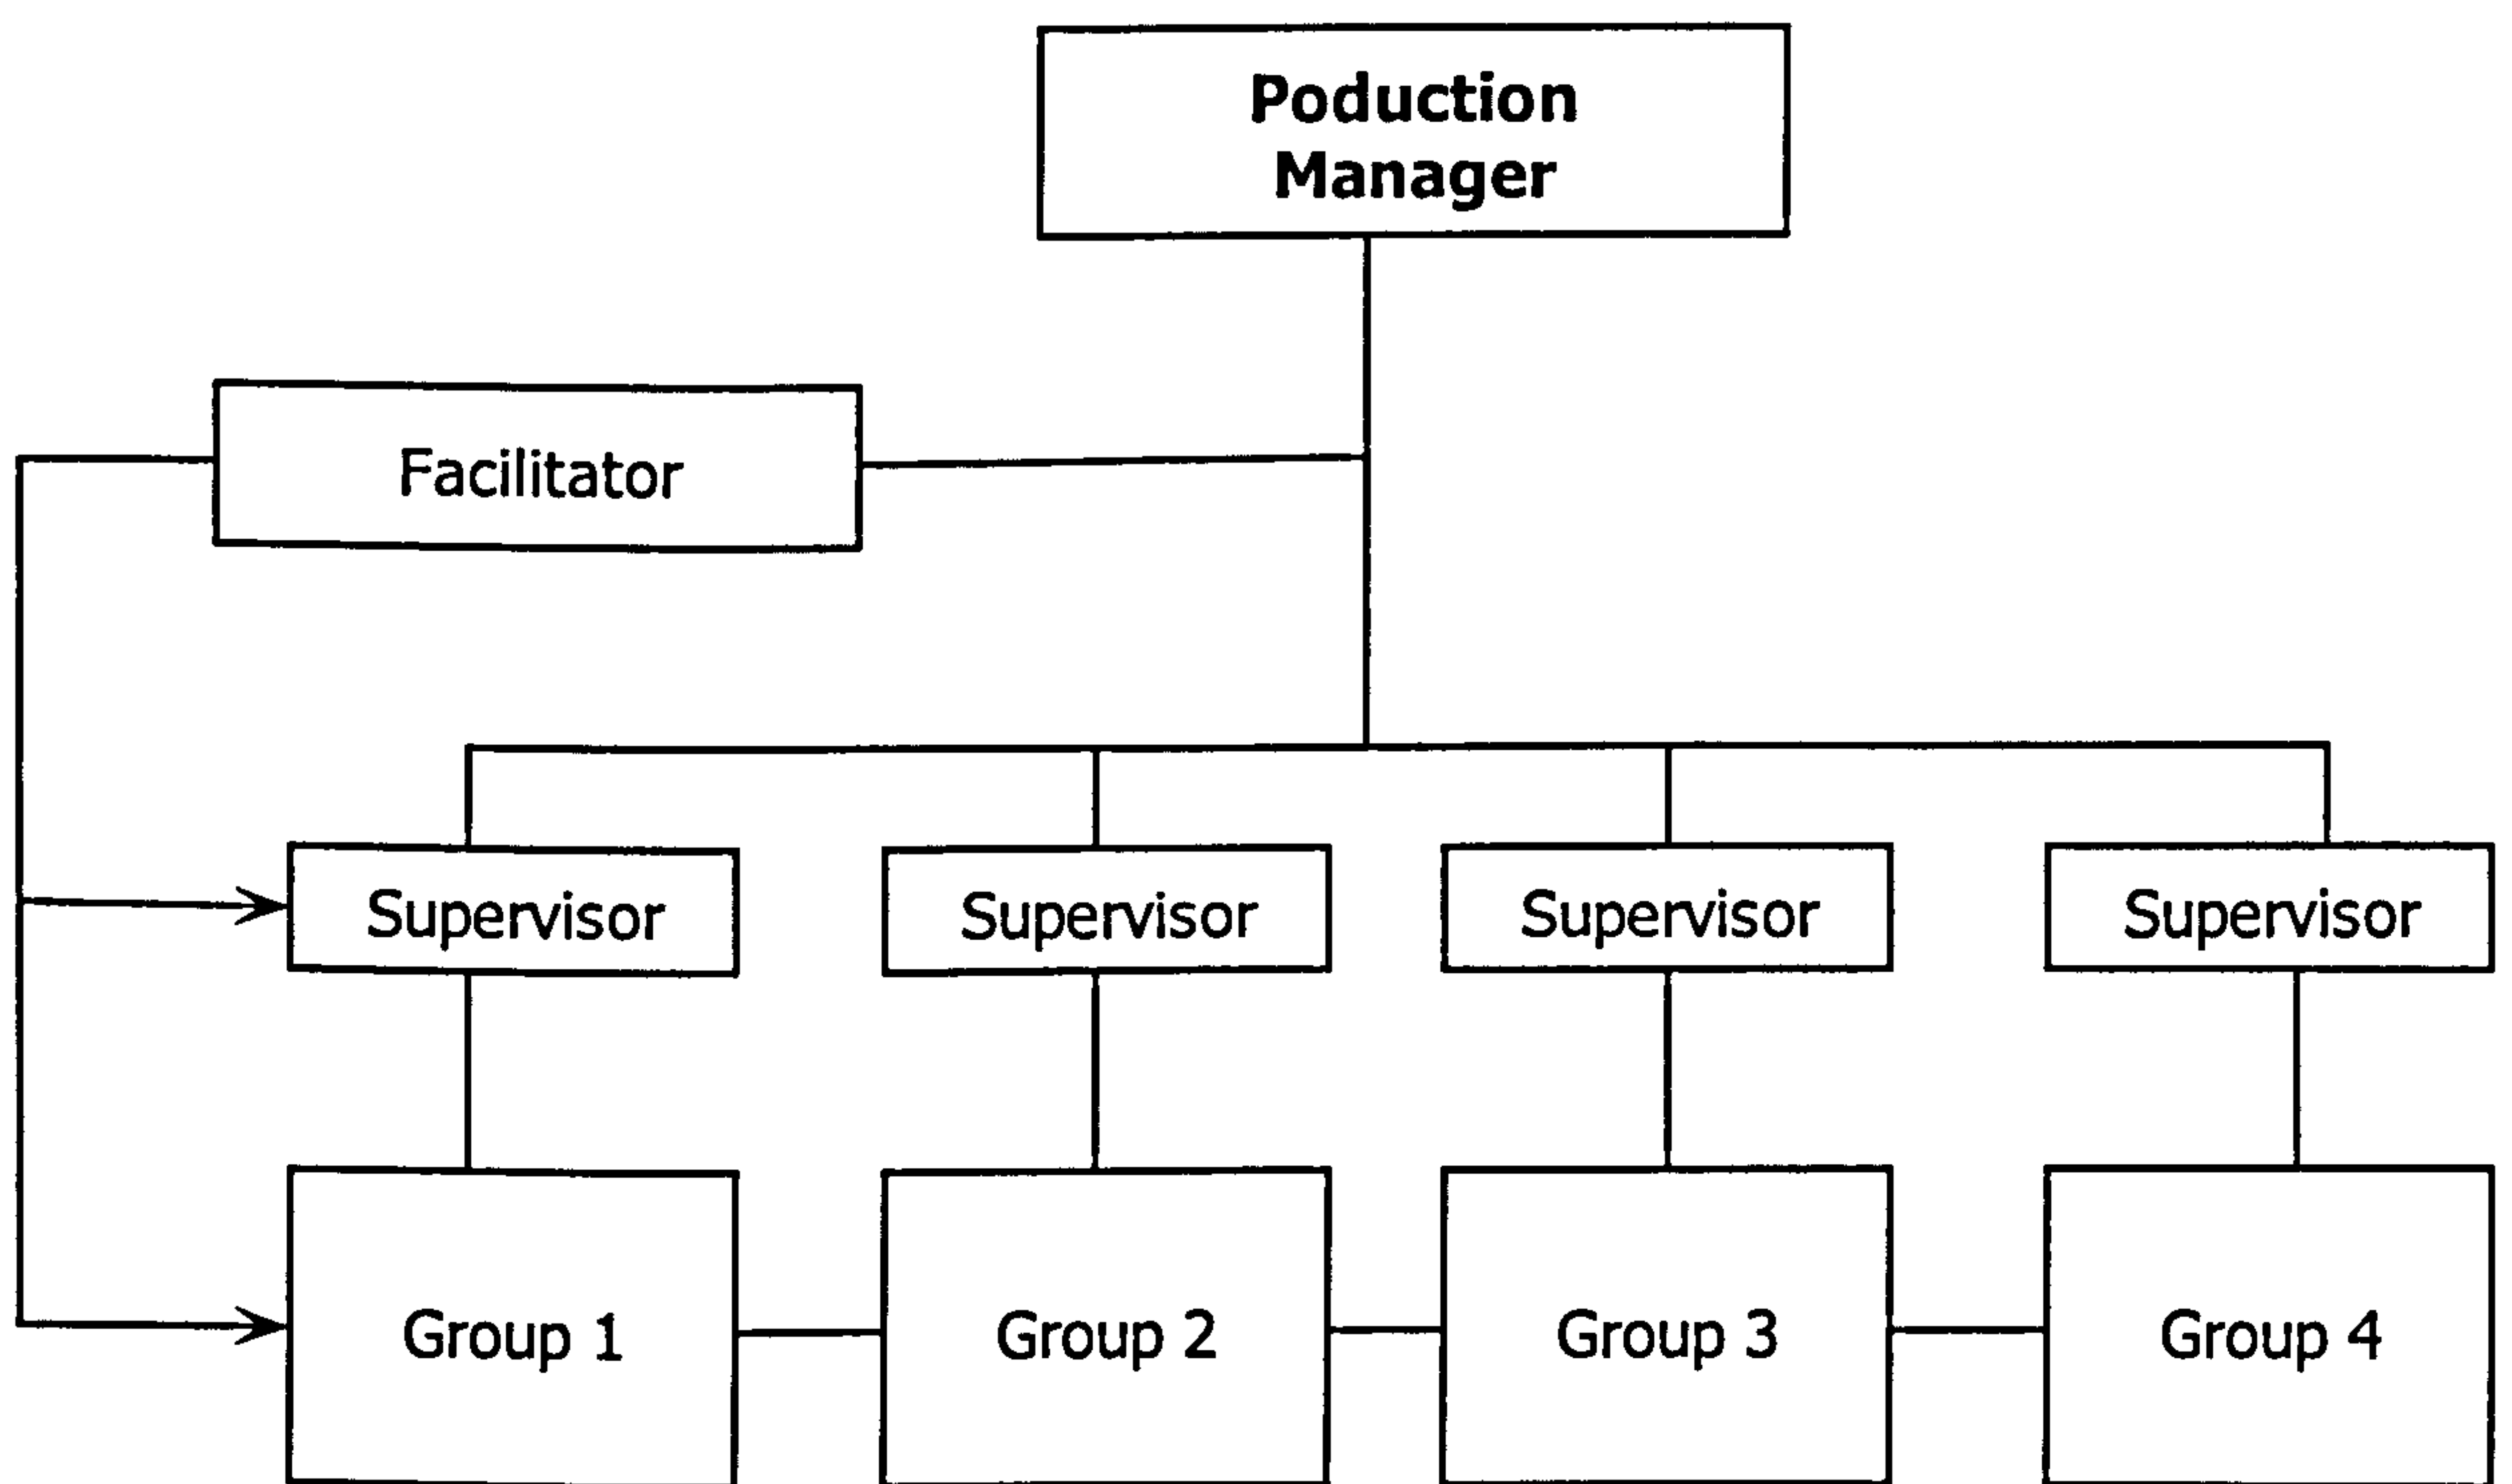 Poduction
Manager
Facilitator
Supervisor
Supervisor
Supervisor
Supervisor
Group 1
Group 2
Group 3
Group 4